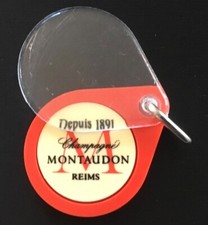 Depuis 1891
M
Champagne
MONTAUDON
REIMS